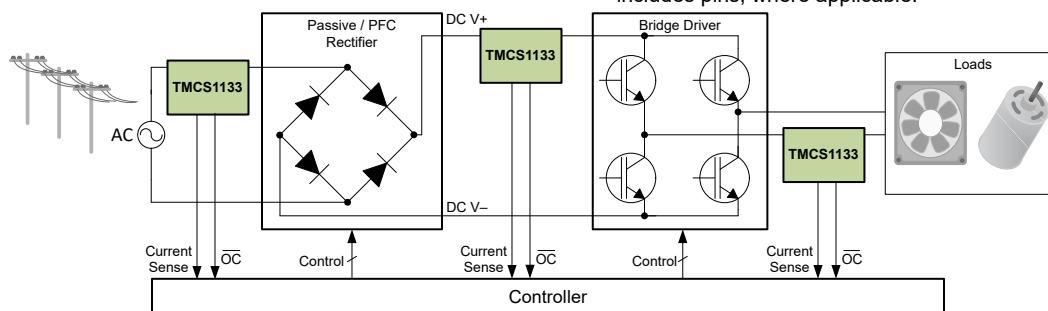 includes pins, where applicable.
Passive / PFC
Rectifier
DC V+
Bridge Driver
TMCS1133
TMCS1133
Loads
AC
TMCS1133
DC V–
Current
Sense
OC
Control
Current
Sense
OC
Control
Current
Sense
OC
Controller